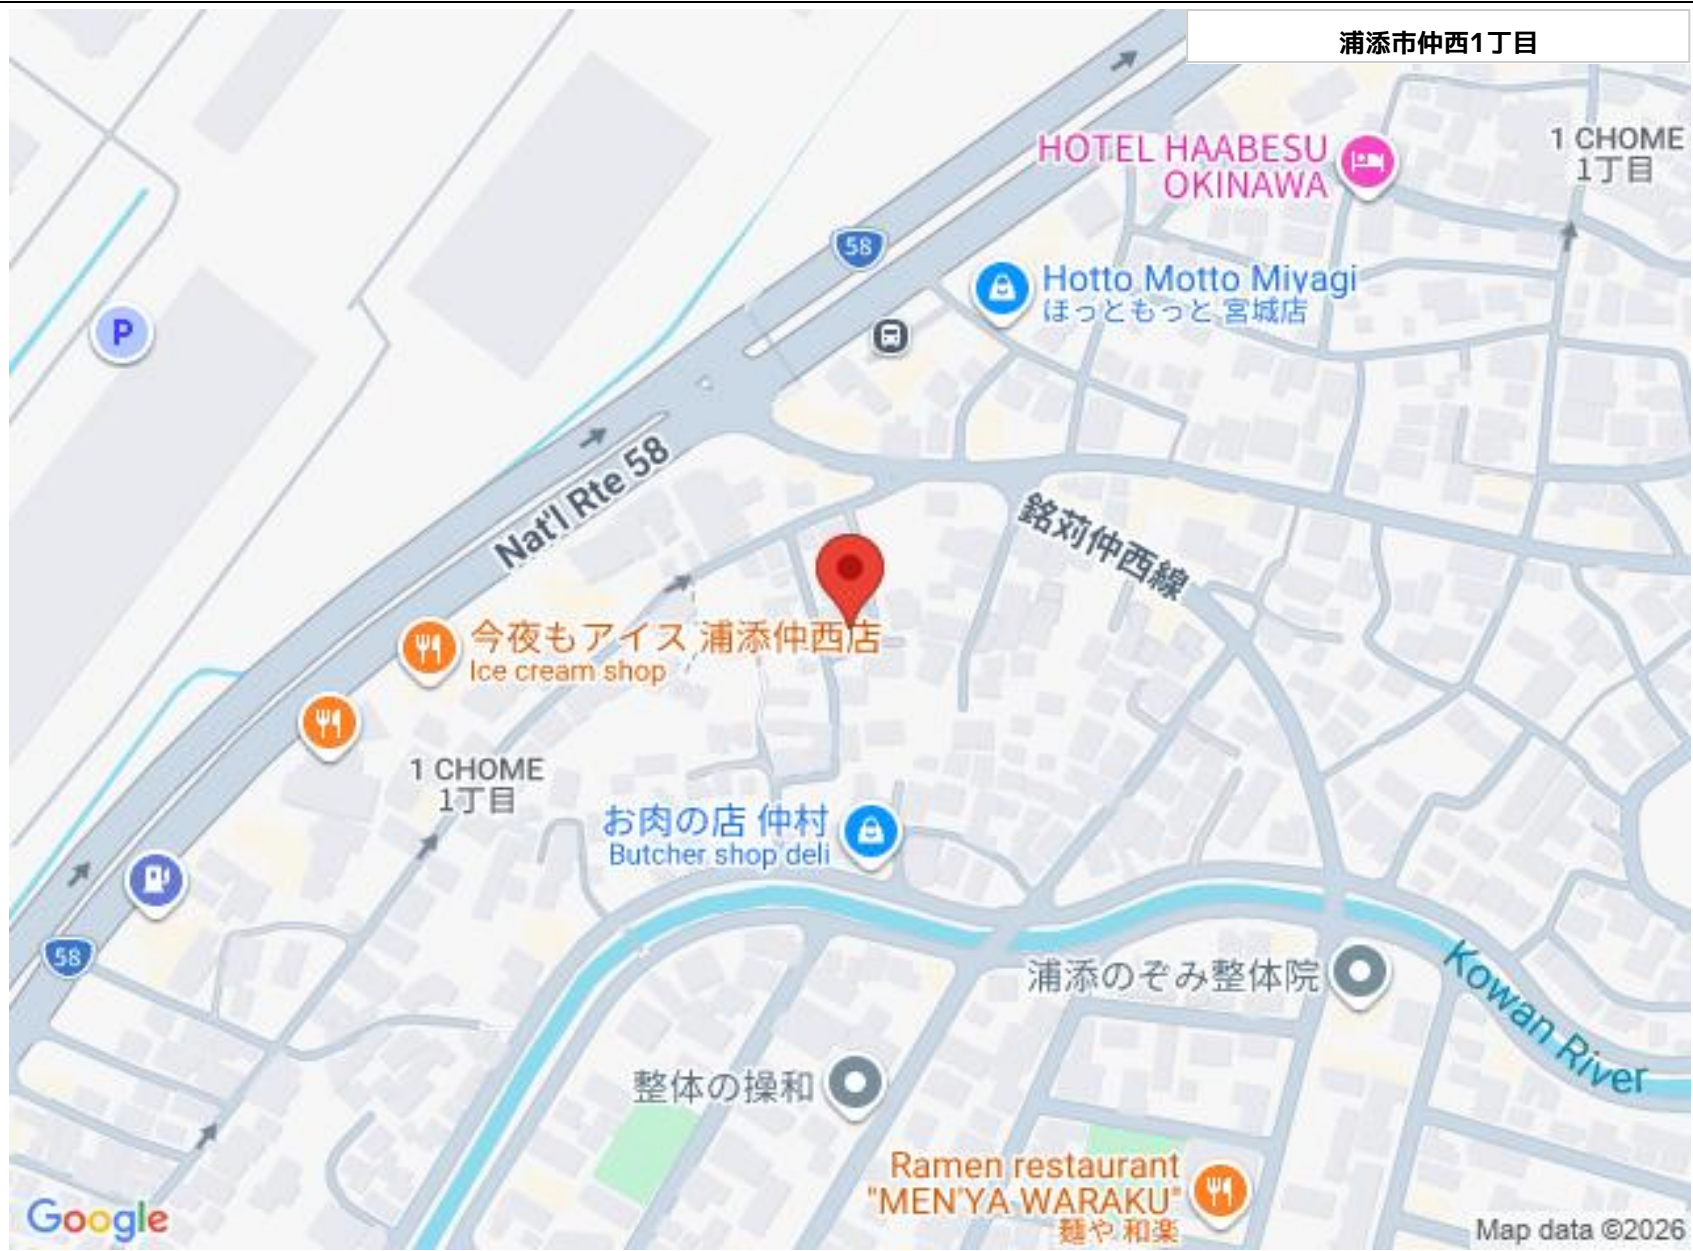 浦添市仲西1丁目
HOTEL HAABESU
OKINAWA
1 CHOME
1丁目
58
Hotto Motto Miyagi
ほっともっと 宮城店
P
Nat'l Rte 58
銘苅仲西線
今夜もアイス 浦添仲西店
Ice cream shop
1 CHOME
1丁目
お肉の店 仲村
Butcher shop deli
58
浦添のぞみ整体院
Kowan River
整体の操和
Ramen restaurant
"MEN'YA WARAKU"
麺や 和楽
Google
Map data ©2026